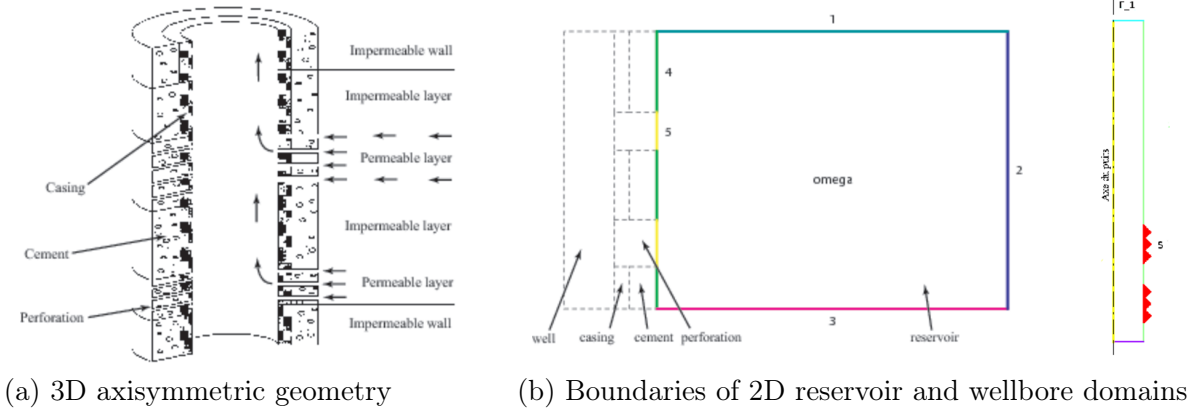 Impermeable wall
Impermeable layer
Permeable layer
Casing
Impermeable layer
Cement
Permeable layer
Perforation
Impermeable wall
1
4
5
omega
2
3
well
casing
cement
perforation
reservoir
Γ_1
Axe du puits
5
(a) 3D axisymmetric geometry
(b) Boundaries of 2D reservoir and wellbore domains